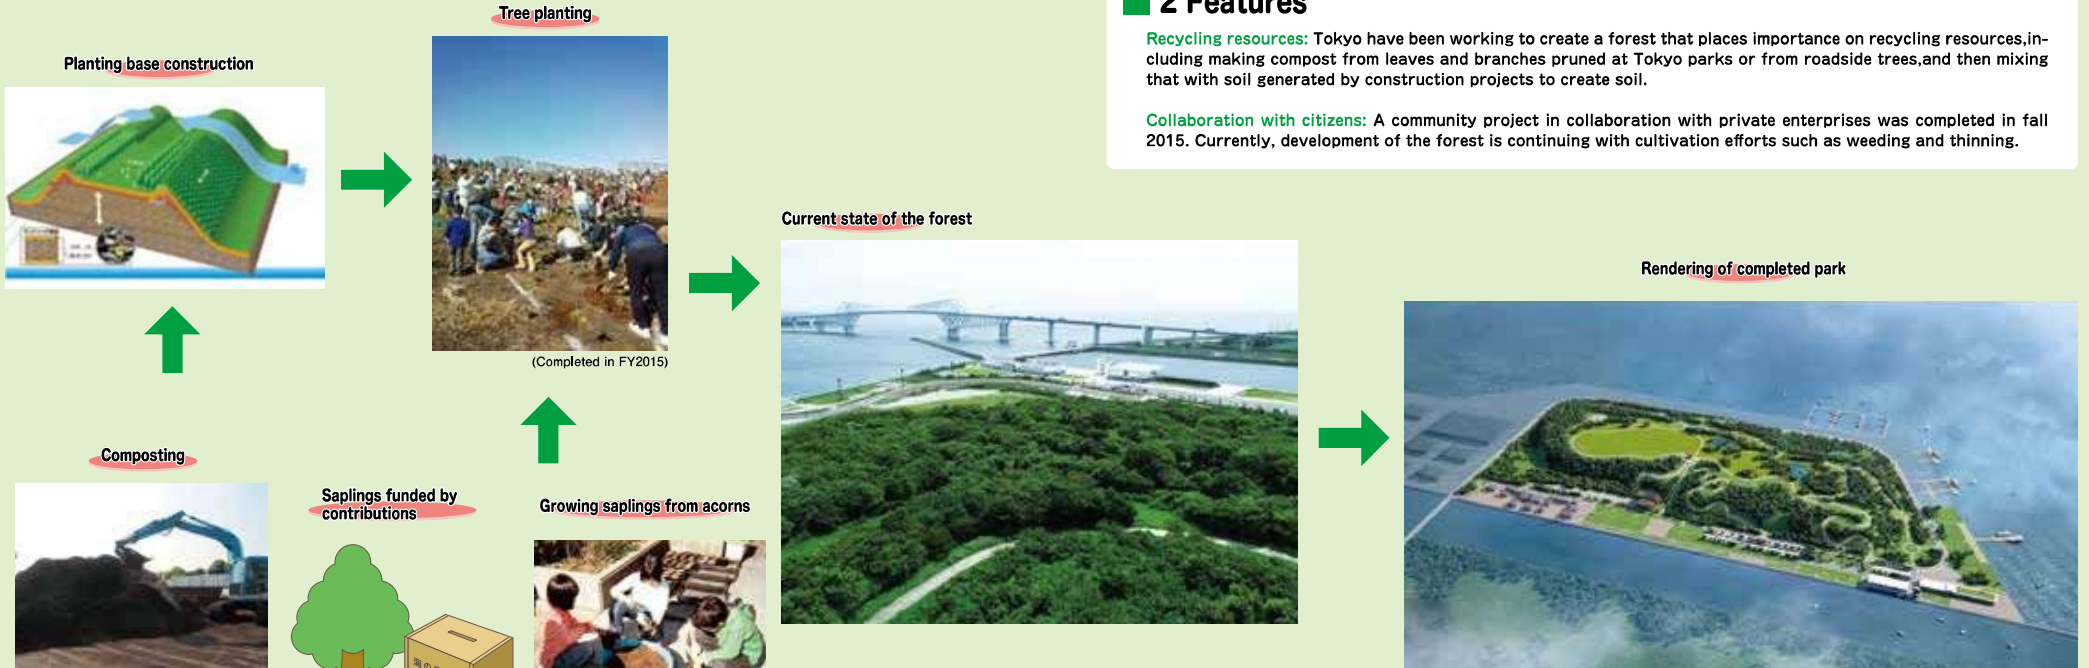 Tree planting
2 Features
Planting base construction
Recycling resources: Tokyo have been working to create a forest that places importance on recycling resources,in-
cluding making compost from leaves and branches pruned at Tokyo parks or from roadside trees,and then mixing
that with soil generated by construction projects to create soil.
Collaboration with citizens: A community project in collaboration with private enterprises was completed in fall
2015. Currently, development of the forest is continuing with cultivation efforts such as weeding and thinning.
Current state of the forest
Rendering of completed park
(Completed in FY2015)
Composting
Saplings funded by
contributions
Growing saplings from acorns